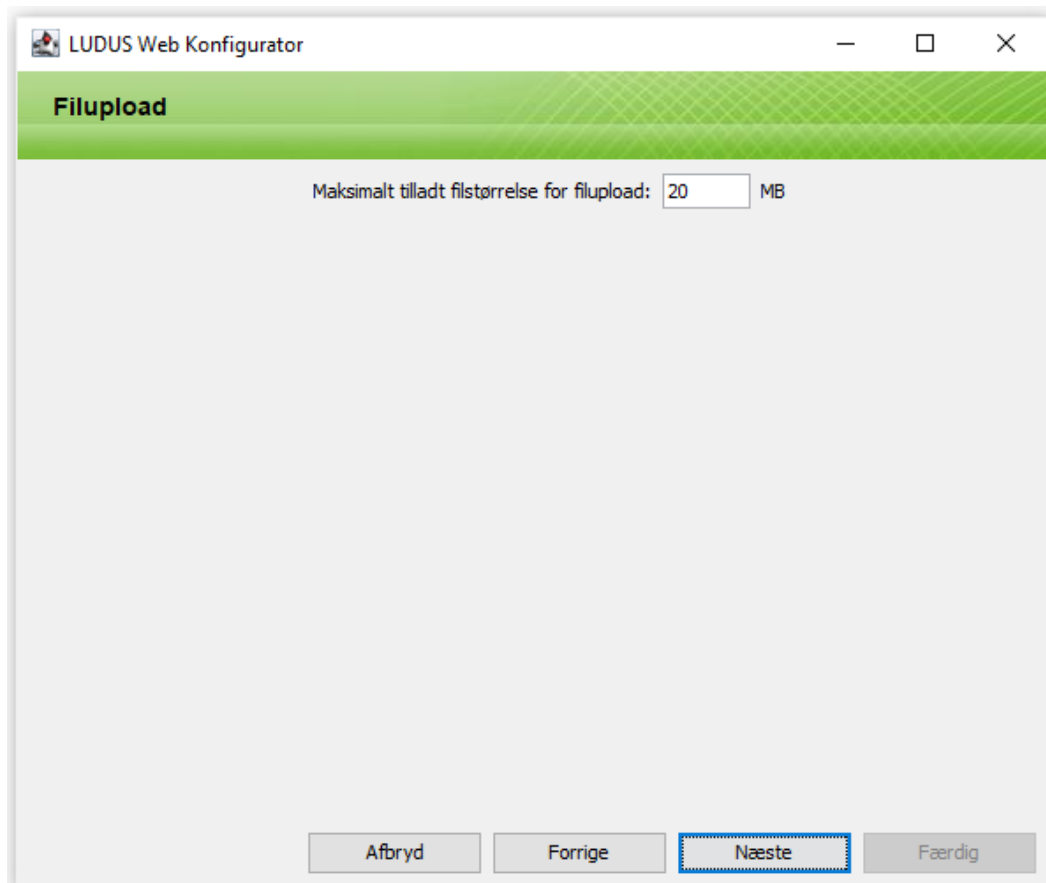 LUDUS Web Konfigurator
Filupload
Maksimalt tilladt filstørrelse for filupload: 20 MB
Afbryd Forrige Næste Færdig